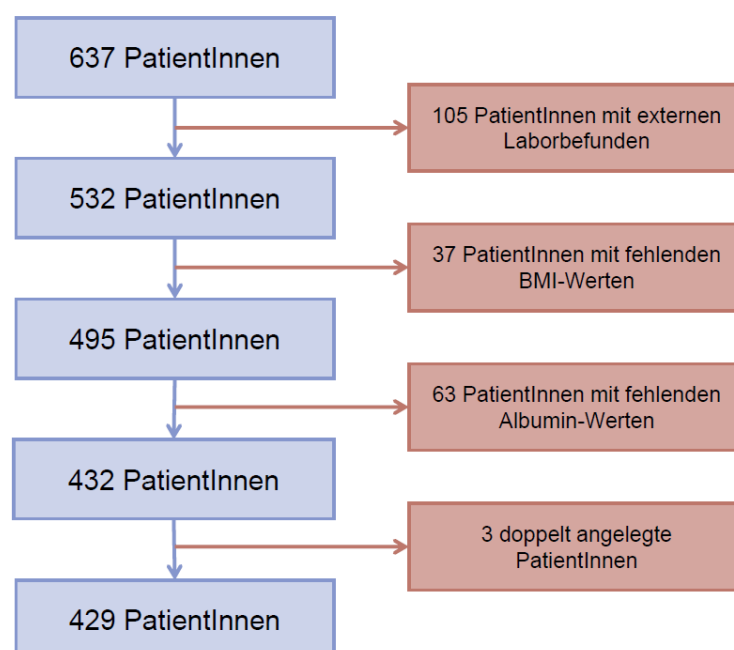 637 PatientInnen
105 PatientInnen mit externen
Laborbefunden
532 PatientInnen
37 PatientInnen mit fehlenden
BMI-Werten
495 PatientInnen
63 PatientInnen mit fehlenden
Albumin-Werten
432 PatientInnen
3 doppelt angelegte
PatientInnen
429 PatientInnen